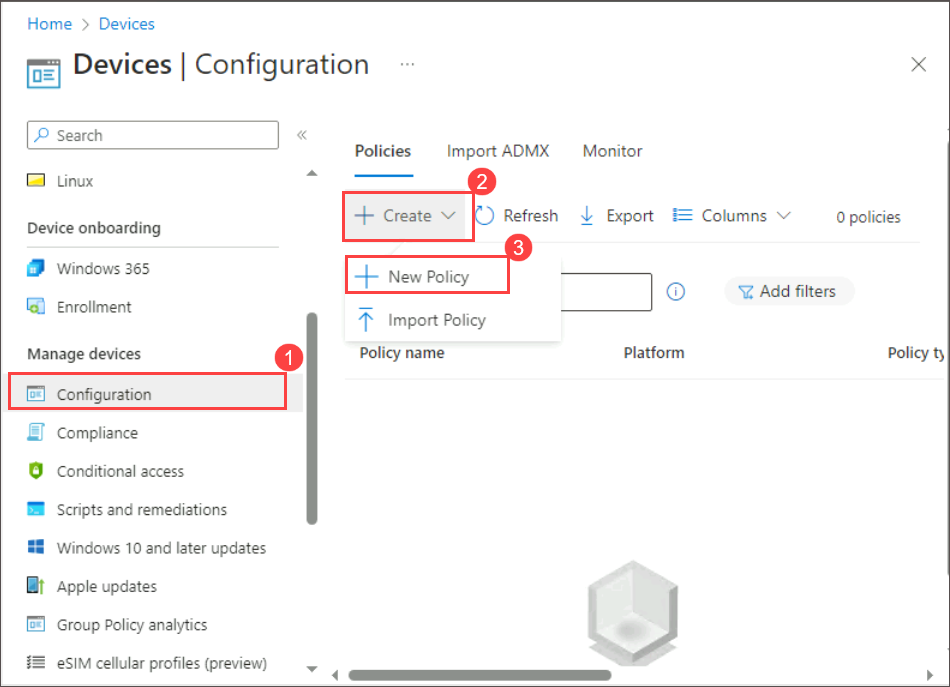 Home > Devices
Devices | Configuration ...
Search «
Policies Import ADMX Monitor
Linux
2
Create Refresh Export Columns 0 policies
Device onboarding
3
Windows 365
New Policy
Add filters
Enrollment
Import Policy
Manage devices
1
Policy name Platform Policy ty
Configuration
Compliance
Conditional access
Scripts and remediations
Windows 10 and later updates
Apple updates
Group Policy analytics
eSIM cellular profiles (preview)